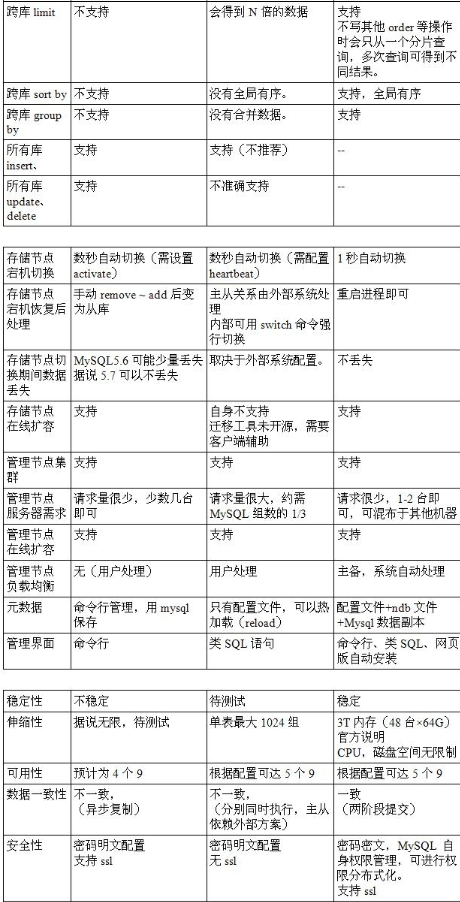 跨库 limit
不支持
会得到 N 倍的数据
支持
不写其他 order 等操作
时会只从一个分片查
询，多次查询可得到不
同结果。
跨库 sort by
不支持
没有全局有序。
支持，全局有序
跨库 group
by
不支持
没有合并数据。
支持
所有库
insert、
支持
支持（不推荐）
--
所有库
update、
delete
支持
不准确支持
--
存储节点
宕机切换
数秒自动切换（需设置
activate）
数秒自动切换（需配置
heartbeat）
1 秒自动切换
存储节点
宕机恢复后
处理
手动 remove ~ add 后变
为从库
主从关系由外部系统处
理
内部可用 switch 命令强
行切换
重启进程即可
存储节点切
换期间数据
丢失
MySQL5.6 可能少量丢失
据说 5.7 可以不丢失
取决于外部系统配置。
不丢失
存储节点
在线扩容
支持
自身不支持
迁移工具未开源，需要
客户端辅助
支持
管理节点集
群
支持
支持
支持
管理节点
服务器需求
请求量很少，少数几台
即可
请求量很大，约需
MySQL 组数的 1/3
请求很少，1-2 台即
可，可混布于其他机器
管理节点
在线扩容
支持
支持
支持
管理节点
负载均衡
无（用户处理）
用户处理
主备，系统自动处理
元数据
命令行管理，用 mysql
保存
只有配置文件，可以热
加载（reload）
配置文件+ndb 文件
+Mysql 数据副本
管理界面
命令行
类 SQL 语句
命令行、类 SQL、网页
版自动安装
稳定性
不稳定
待测试
稳定
伸缩性
据说无限，待测试
单表最大 1024 组
3T 内存（48 台×64G）
官方说明
CPU，磁盘空间无限制
可用性
预计为 4 个 9
根据配置可达 5 个 9
根据配置可达 5 个 9
数据一致性
不一致，
（异步复制）
不一致，
（分别同时执行，主从
依赖外部方案）
一致
（两阶段提交）
安全性
密码明文配置
支持 ssl
密码明文配置
无 ssl
密码密文，MySQL 自
身权限管理，可进行权
限分布式化。
支持 ssl